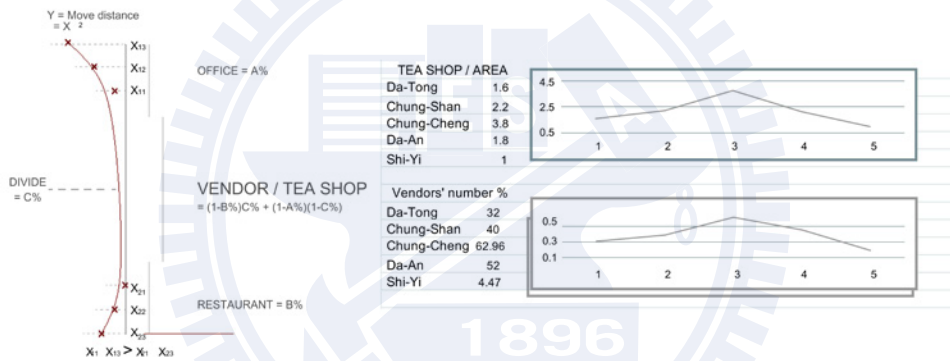 Y = Move distance
= X ²
X13
X12
X11
OFFICE = A%
DIVIDE
= C%
VENDOR / TEA SHOP
= (1-B%)C% + (1-A%)(1-C%)
X21
X22
X23
RESTAURANT = B%
X11 X13 > X21 X23
TEA SHOP / AREA
Da-Tong 1.6
Chung-Shan 2.2
Chung-Cheng 3.8
Da-An 1.8
Shi-Yi 1
4.5
2.5
0.5
1 2 3 4 5
Vendors' number %
Da-Tong 32
Chung-Shan 40
Chung-Cheng 62.96
Da-An 52
Shi-Yi 4.47
0.5
0.3
0.1
1 2 3 4 5
1896